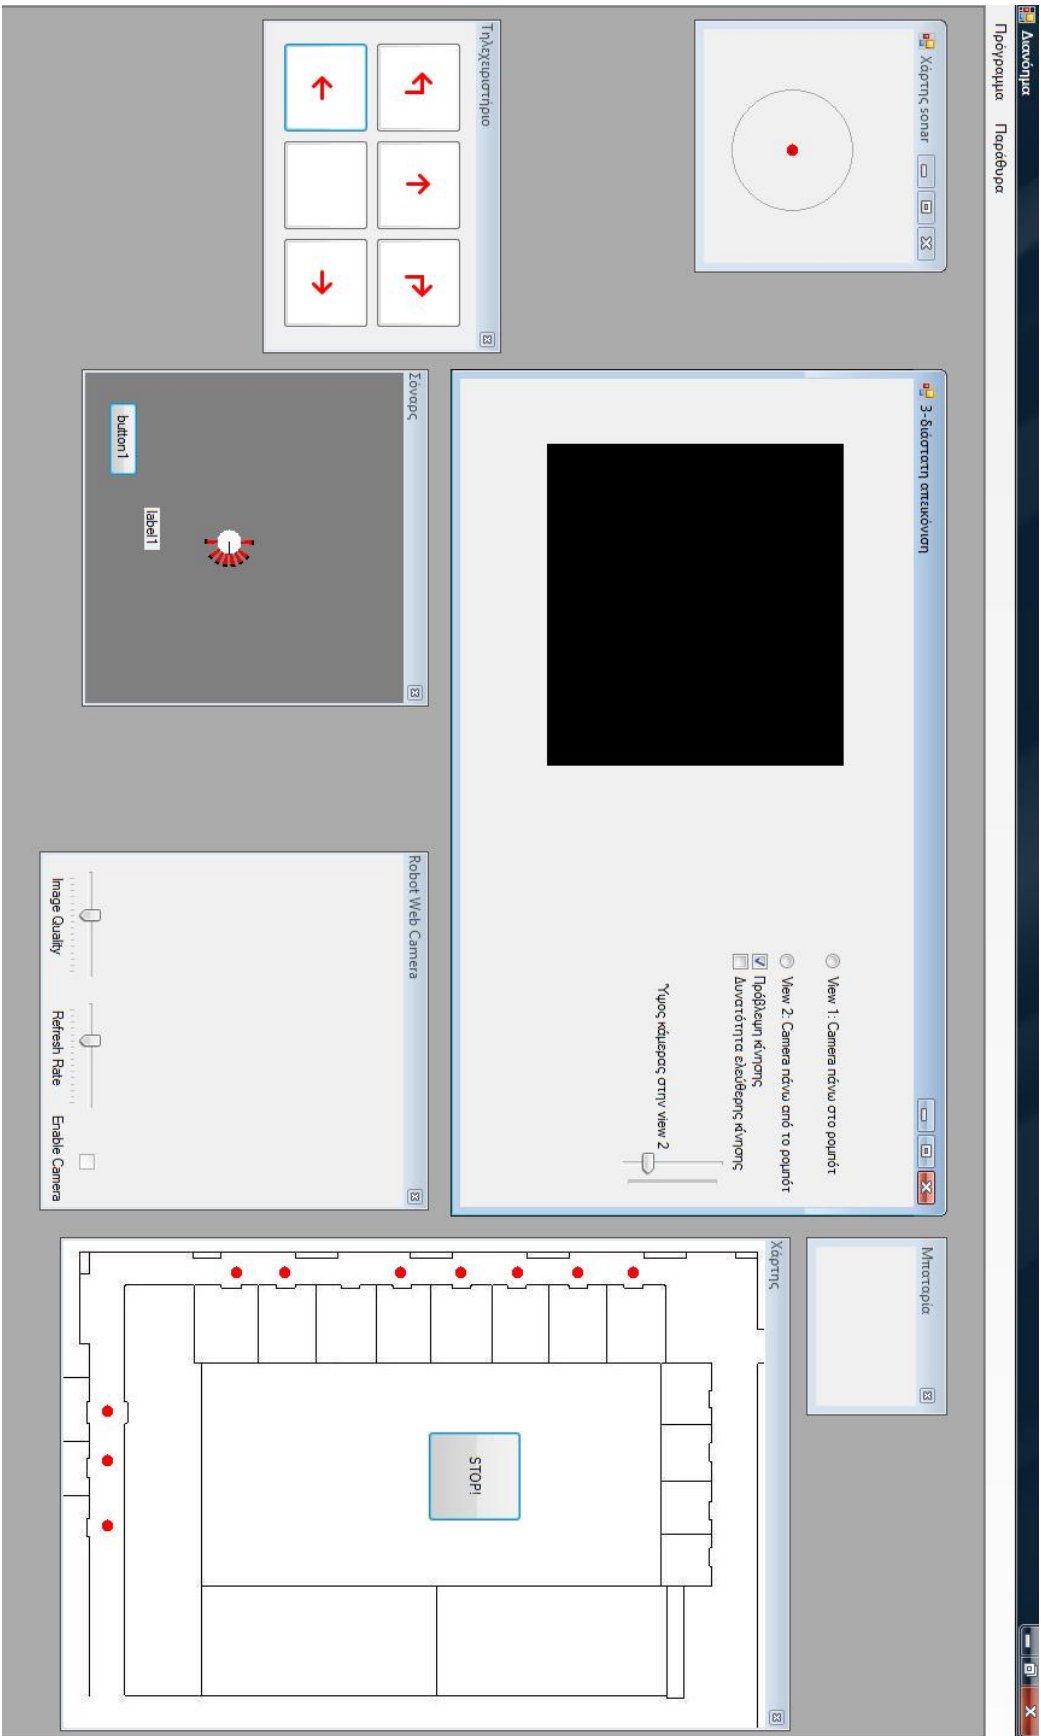 Διανόημα
Πρόγραμμα Παράθυρα
Χάρτης sonar
3-διάστατη απεικόνιση
View 1: Camera πάνω στο ρομπότ
View 2: Camera πάνω από το ρομπότ
Πρόβλεψη κίνησης
Δυνατότητα ελεύθερης κίνησης
Ύψος κάμερας στην view 2
Μπαταρία
Τηλεχειριστήριο
Σόναρς
button1
label1
Robot Web Camera
Image Quality
Refresh Rate
Enable Camera
Χάρτης
STOP!